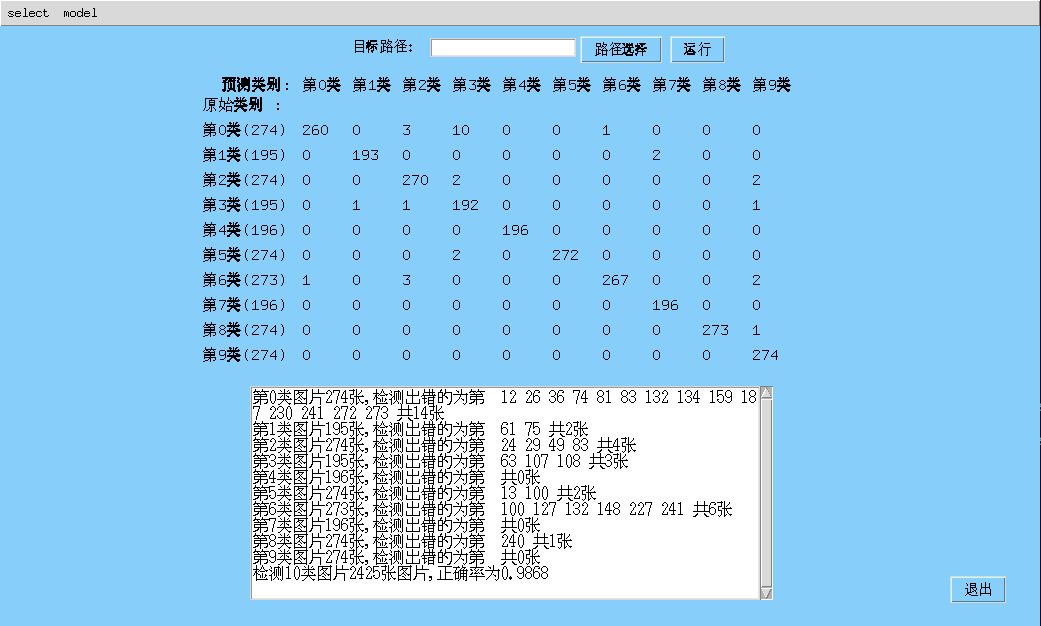 select model
目标路径: 路径选择 运行
预测类别: 第0类 第1类 第2类 第3类 第4类 第5类 第6类 第7类 第8类 第9类
原始类别 :
第0类(274) 260 0 3 10 0 0 1 0 0 0
第1类(195) 0 193 0 0 0 0 0 2 0 0
第2类(274) 0 0 270 2 0 0 0 0 0 2
第3类(195) 0 1 1 192 0 0 0 0 0 1
第4类(196) 0 0 0 0 196 0 0 0 0 0
第5类(274) 0 0 0 2 0 272 0 0 0 0
第6类(273) 1 0 3 0 0 0 267 0 0 2
第7类(196) 0 0 0 0 0 0 0 196 0 0
第8类(274) 0 0 0 0 0 0 0 0 273 1
第9类(274) 0 0 0 0 0 0 0 0 0 274
第0类图片274张,检测出错的为第 12 26 36 74 81 83 132 134 159 18
7 230 241 272 273 共14张
第1类图片195张,检测出错的为第 61 75 共2张
第2类图片274张,检测出错的为第 24 29 49 83 共4张
第3类图片195张,检测出错的为第 63 107 108 共3张
第4类图片196张,检测出错的为第 共0张
第5类图片274张,检测出错的为第 13 100 共2张
第6类图片273张,检测出错的为第 100 127 132 148 227 241 共6张
第7类图片196张,检测出错的为第 共0张
第8类图片274张,检测出错的为第 240 共1张
第9类图片274张,检测出错的为第 共0张
检测10类图片2425张图片,正确率为0.9868
退出